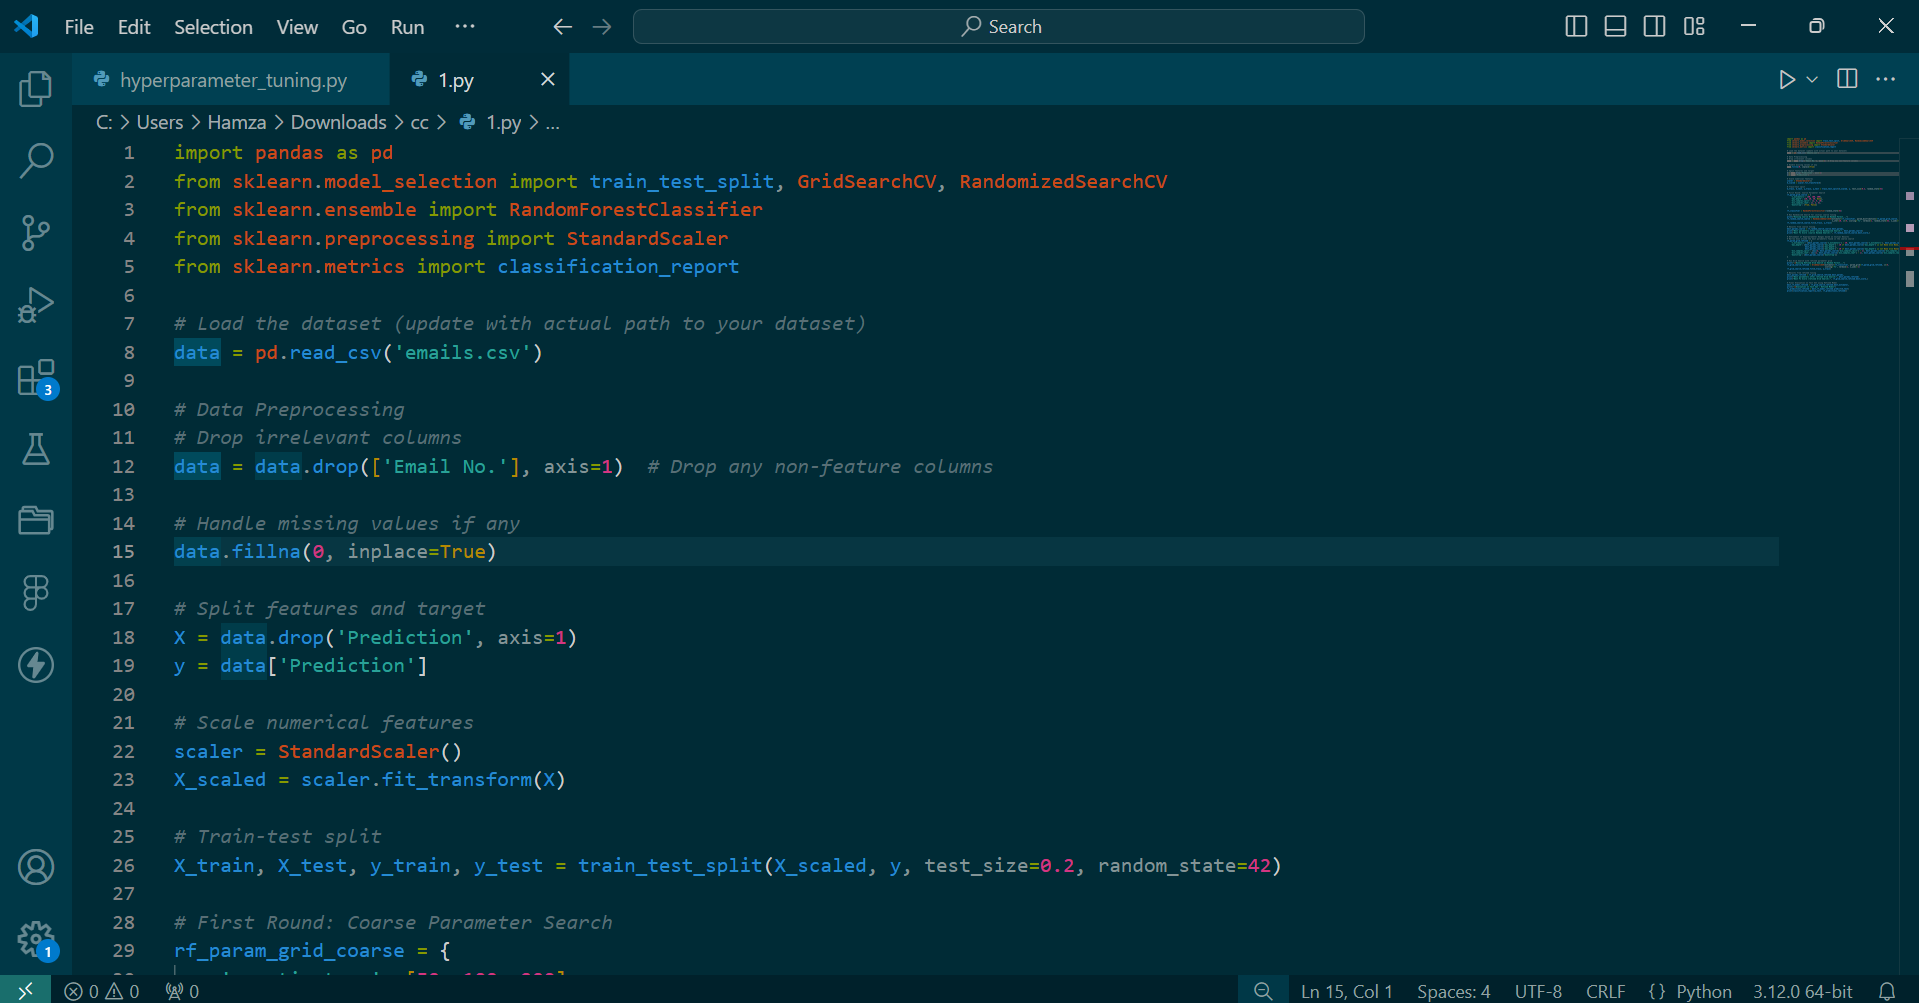 File Edit Selection View Go Run ··· Search
hyperparameter_tuning.py 1.py
C: > Users > Hamza > Downloads > cc > 1.py > ...
1 import pandas as pd
2 from sklearn.model_selection import train_test_split, GridSearchCV, RandomizedSearchCV
3 from sklearn.ensemble import RandomForestClassifier
4 from sklearn.preprocessing import StandardScaler
5 from sklearn.metrics import classification_report
6
7 # Load the dataset (update with actual path to your dataset)
8 data = pd.read_csv('emails.csv')
9
10 # Data Preprocessing
11 # Drop irrelevant columns
12 data = data.drop(['Email No.'], axis=1)  # Drop any non-feature columns
13
14 # Handle missing values if any
15 data.fillna(0, inplace=True)
16
17 # Split features and target
18 X = data.drop('Prediction', axis=1)
19 y = data['Prediction']
20
21 # Scale numerical features
22 scaler = StandardScaler()
23 X_scaled = scaler.fit_transform(X)
24
25 # Train-test split
26 X_train, X_test, y_train, y_test = train_test_split(X_scaled, y, test_size=0.2, random_state=42)
27
28 # First Round: Coarse Parameter Search
29 rf_param_grid_coarse = {
3
1
0 0 0 Ln 15, Col 1 Spaces: 4 UTF-8 CRLF {} Python 3.12.0 64-bit